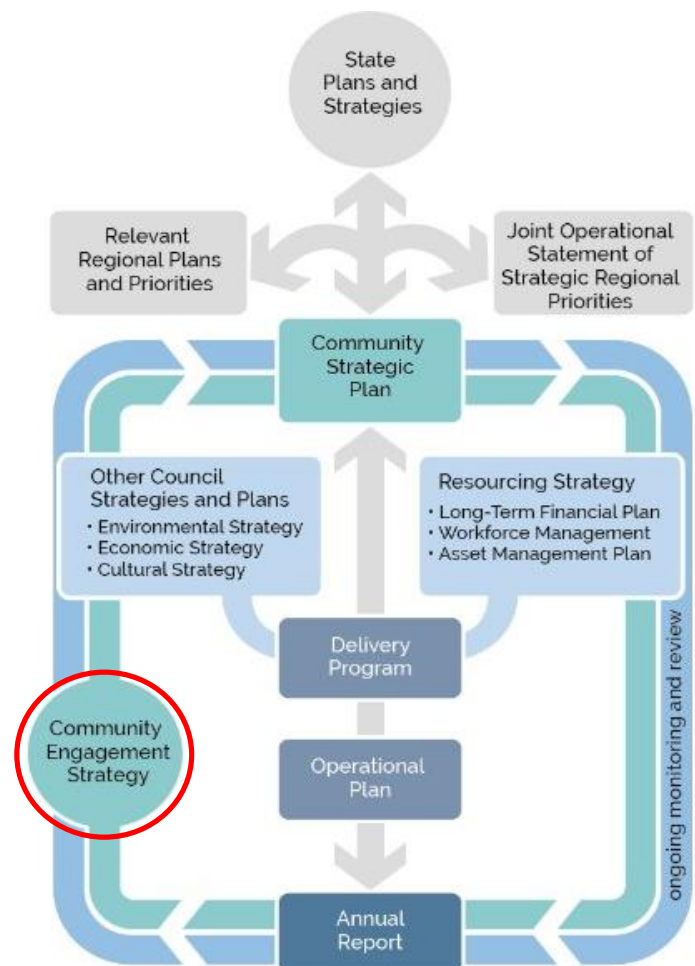 State
Plans and
Strategies
Relevant
Regional Plans
and Priorities
Joint Operational
Statement of
Strategic Regional
Priorities
Community
Strategic
Plan
Other Council
Strategies and Plans
• Environmental Strategy
• Economic Strategy
• Cultural Strategy
Resourcing Strategy
• Long-Term Financial Plan
• Workforce Management
• Asset Management Plan
Delivery
Program
Community
Engagement
Strategy
Operational
Plan
ongoing monitoring and review
Annual
Report